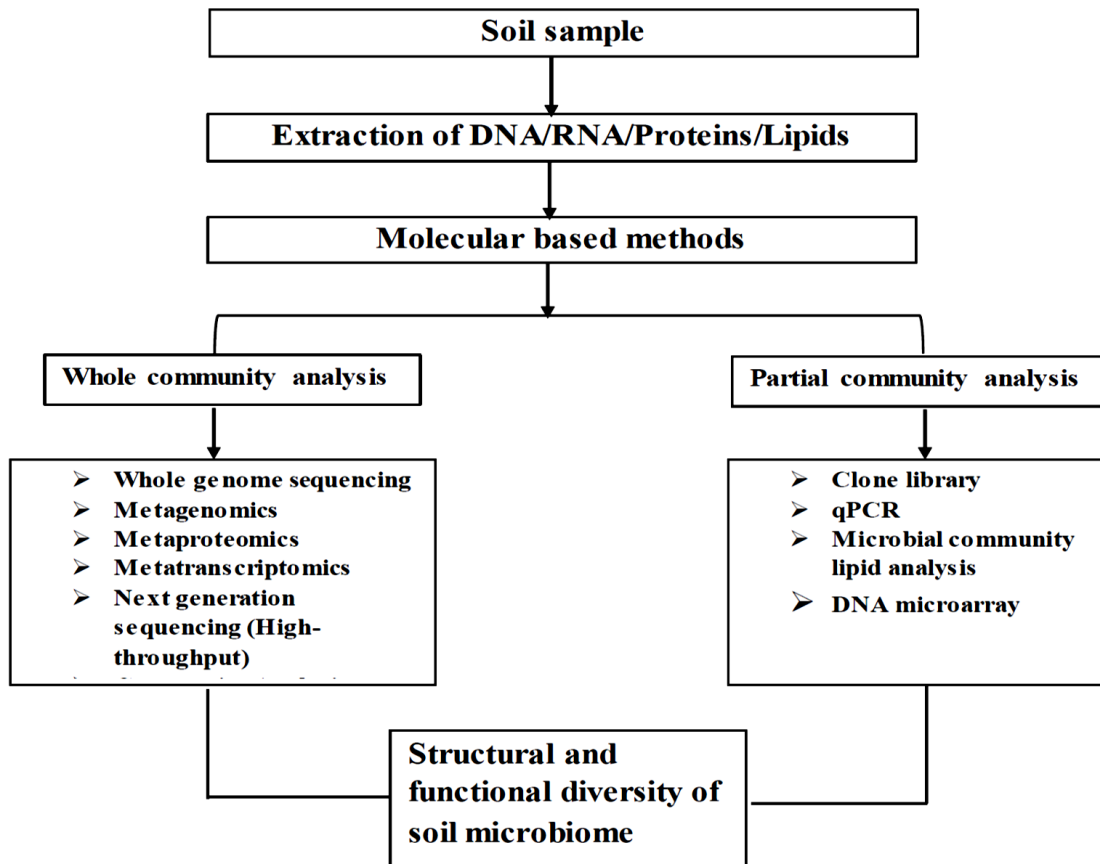 Soil sample
Extraction of DNA/RNA/Proteins/Lipids
Molecular based methods
Whole community analysis
Partial community analysis
➢ Whole genome sequencing
➢ Metagenomics
➢ Metaproteomics
➢ Metatranscriptomics
➢ Next generation
sequencing (High-
throughput)
➢ Clone library
➢ qPCR
➢ Microbial community
lipid analysis
➢ DNA microarray
Structural and
functional diversity of
soil microbiome